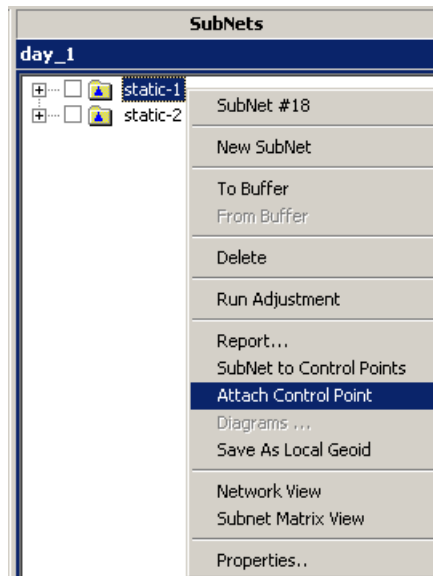 SubNets
day_1
static-1
static-2
SubNet #18
New SubNet
To Buffer
From Buffer
Delete
Run Adjustment
Report...
SubNet to Control Points
Attach Control Point
Diagrams ...
Save As Local Geoid
Network View
Subnet Matrix View
Properties..